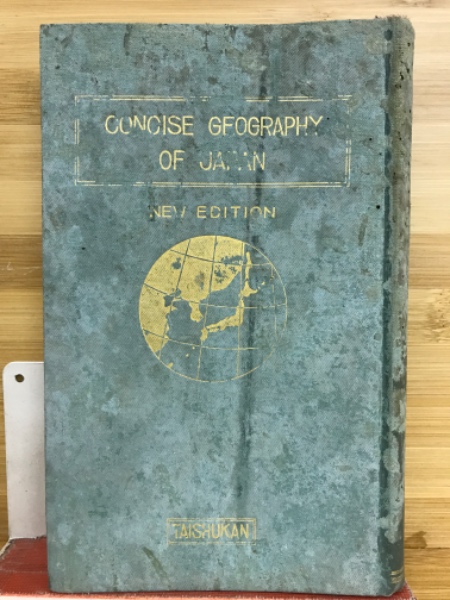 CONCISE GEOGRAPHY
OF JAPAN
NEW EDITION
TAISHUKAN